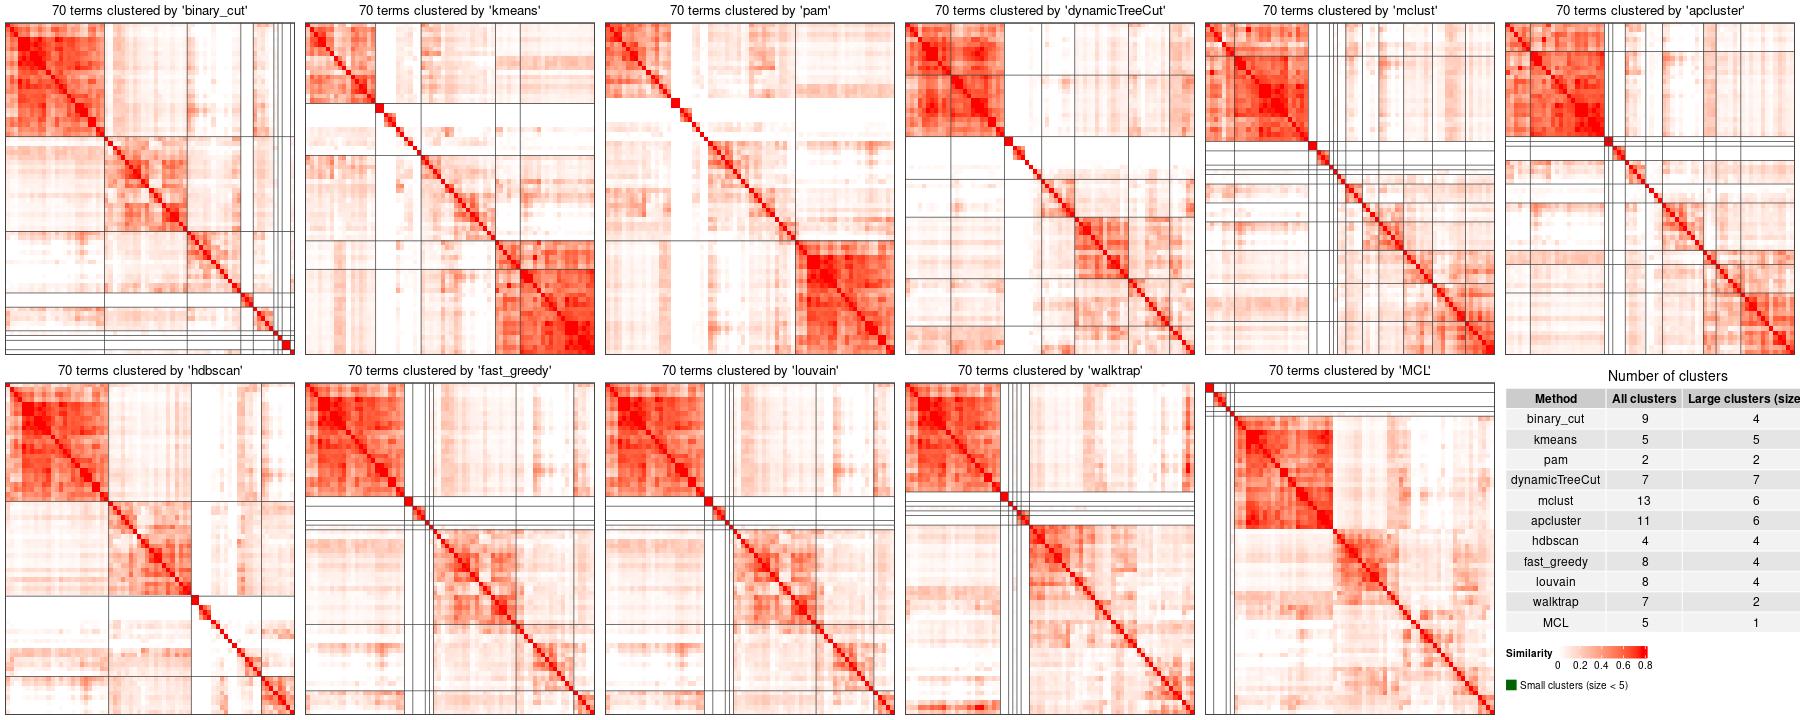 70 terms clustered by 'binary_cut'
70 terms clustered by 'kmeans'
70 terms clustered by 'pam'
70 terms clustered by 'dynamicTreeCut'
70 terms clustered by 'mclust'
70 terms clustered by 'apcluster'
70 terms clustered by 'hdbscan'
70 terms clustered by 'fast_greedy'
70 terms clustered by 'louvain'
70 terms clustered by 'walktrap'
70 terms clustered by 'MCL'
Number of clusters
Method All clusters Large clusters (size
binary_cut 9 4
kmeans 5 5
pam 2 2
dynamicTreeCut 7 7
mclust 13 6
apcluster 11 6
hdbscan 4 4
fast_greedy 8 4
louvain 8 4
walktrap 7 2
MCL 5 1
Similarity
0 0.2 0.4 0.6 0.8
Small clusters (size < 5)